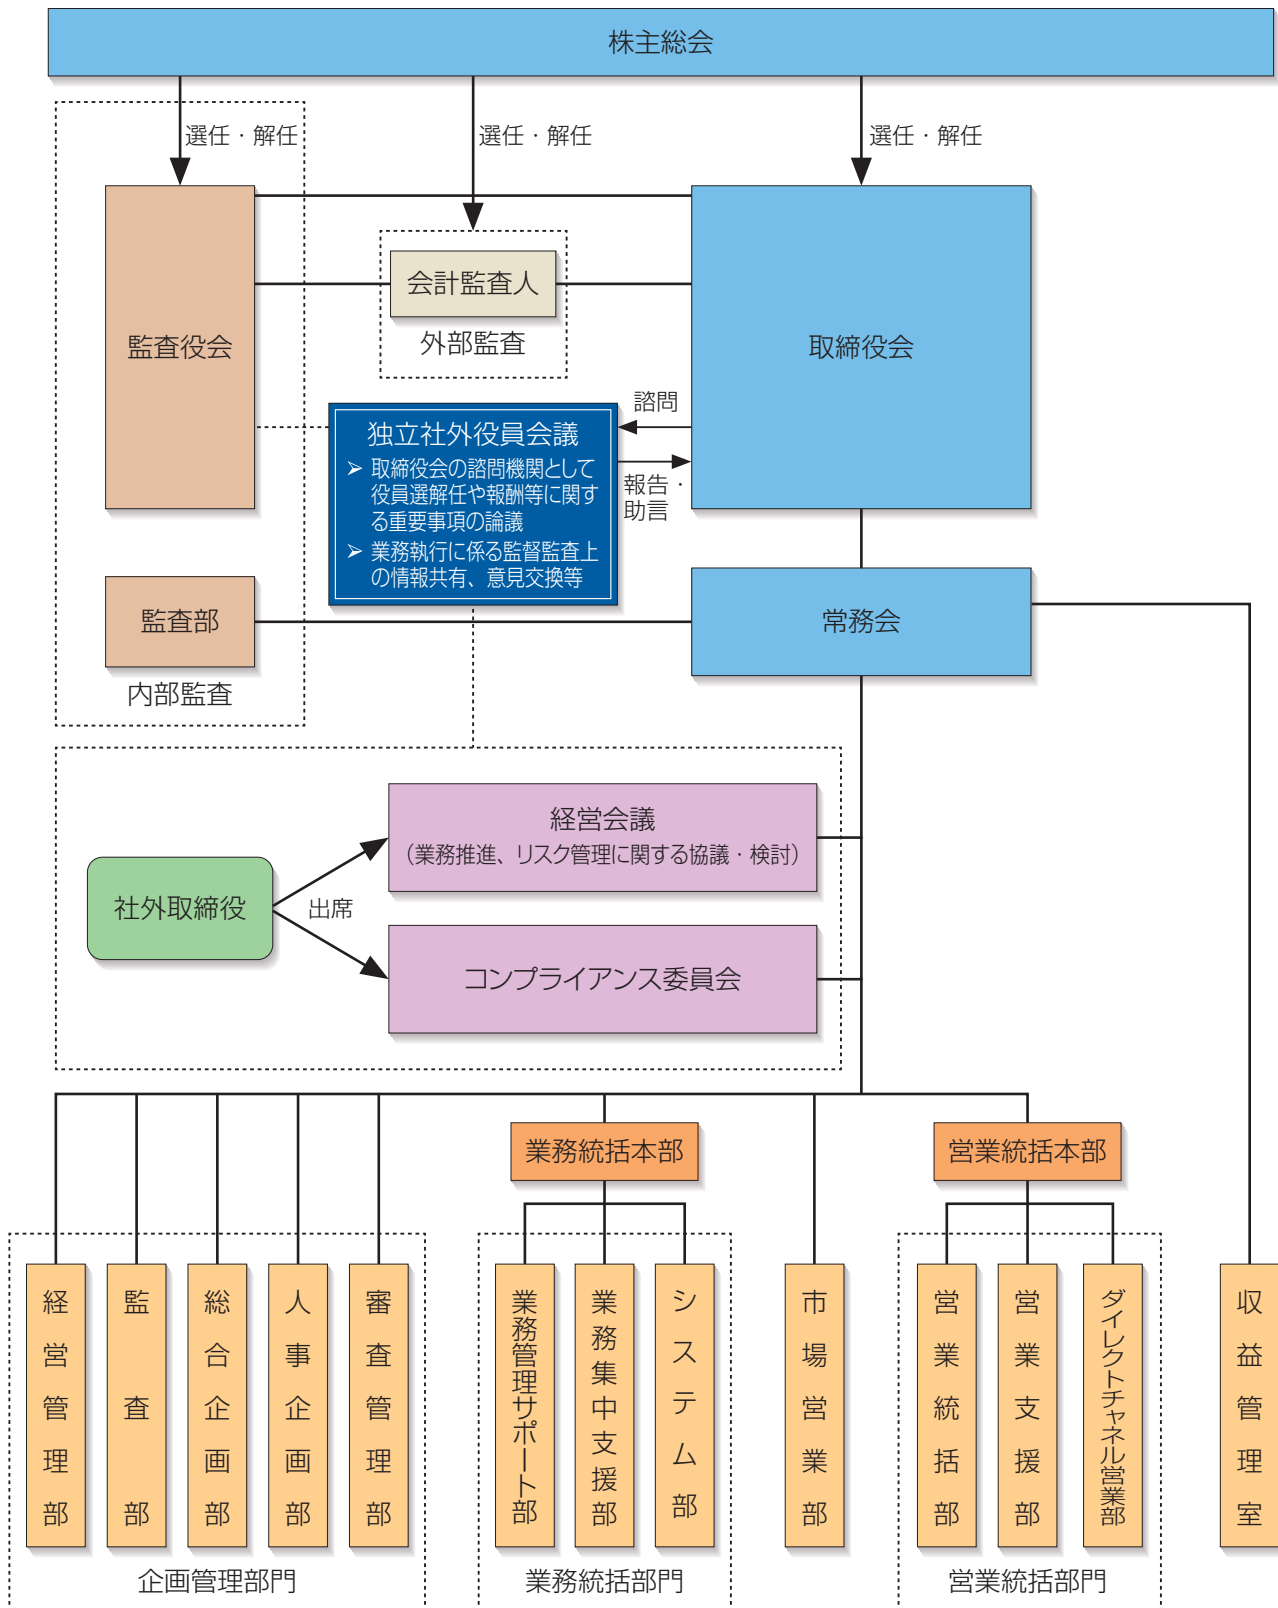 株主総会
選任・解任
選任・解任
選任・解任
監査役会
会計監査人
外部監査
取締役会
諮問
報告・
助言
独立社外役員会議
➢ 取締役会の諮問機関として
役員選解任や報酬等に関す
る重要事項の論議
➢ 業務執行に係る監督監査上
の情報共有、意見交換等
監査部
内部監査
常務会
経営会議
（業務推進、リスク管理に関する協議・検討）
社外取締役
出席
コンプライアンス委員会
業務統括本部
営業統括本部
経営管理部
監査部
総合企画部
人事企画部
審査管理部
業務管理サポート部
業務集中支援部
システム部
市場営業部
営業統括部
営業支援部
ダイレクトチャネル営業部
収益管理室
企画管理部門
業務統括部門
営業統括部門